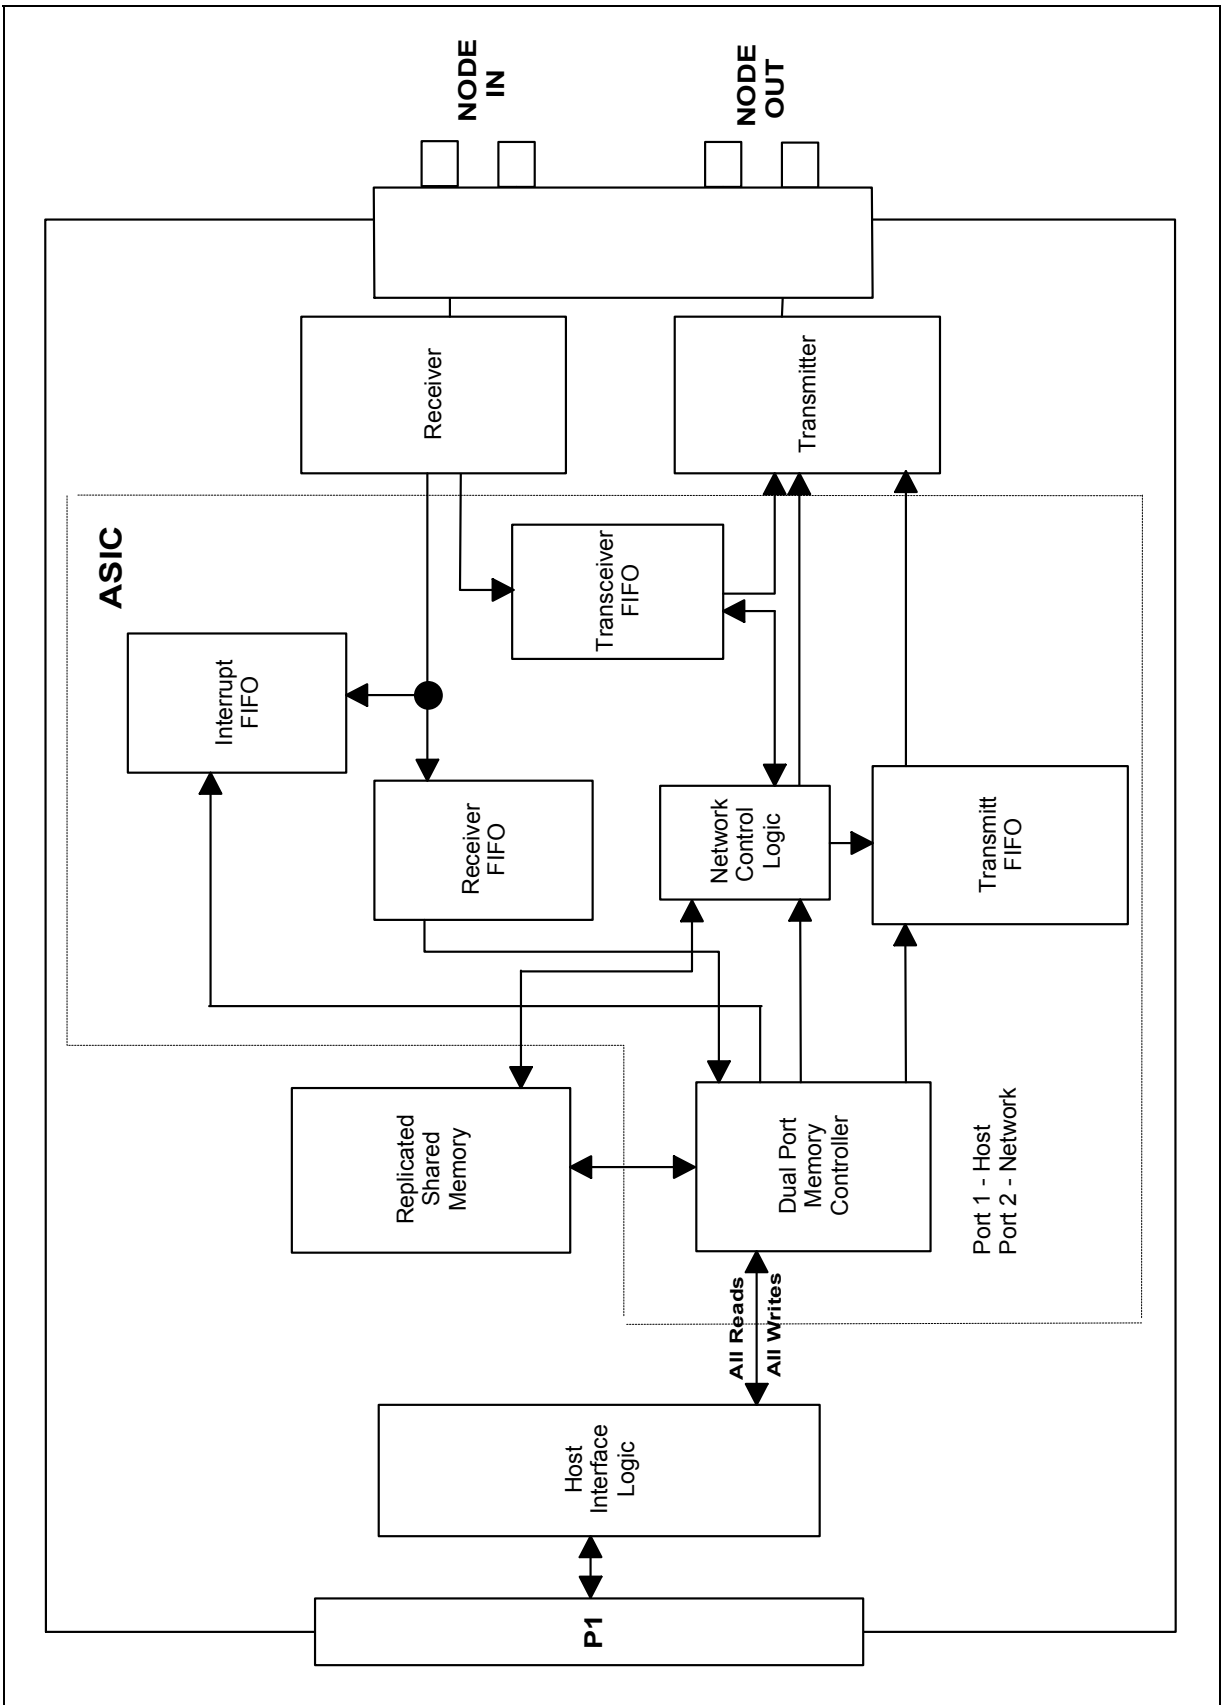 NODE
IN
NODE
OUT
Receiver
Transmitter
ASIC
Interrupt
FIFO
Transceiver
FIFO
Receiver
FIFO
Network
Control
Logic
Transmitt
FIFO
Replicated
Shared
Memory
Dual Port
Memory
Controller
Port 1 - Host
Port 2 - Network
All Reads
All Writes
Host
Interface
Logic
P1